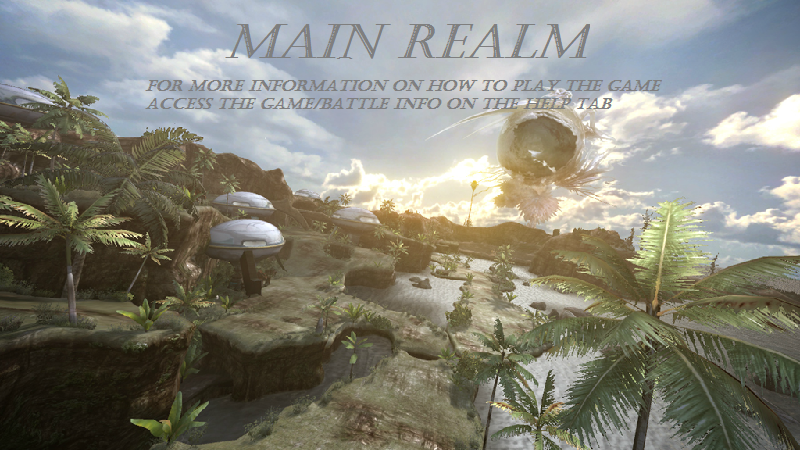 MAIN REALM
FOR MORE INFORMATION ON HOW TO PLAY THE GAME
ACCESS THE GAME/BATTLE INFO ON THE HELP TAB